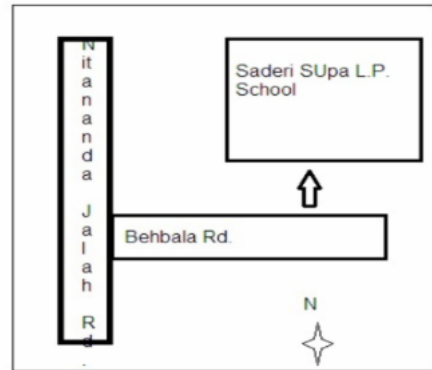 Nitananda Jalah Rd.
Saderi SUpa L.P.
School
Behbala Rd.
N